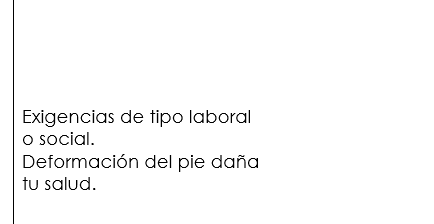 Exigencias de tipo laboral
o social.
Deformación del pie daña
tu salud.